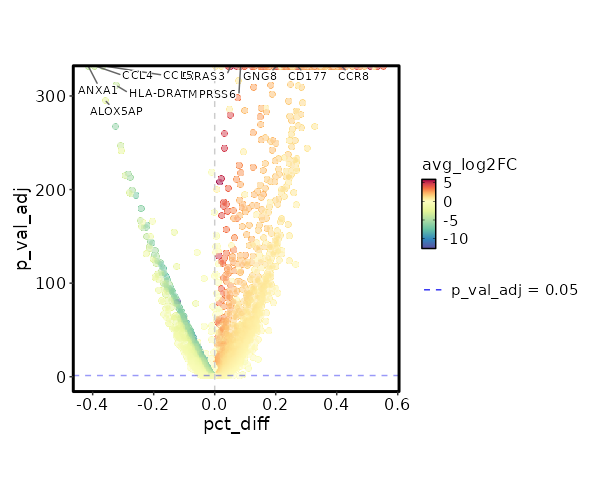 CCL4
CCL5
CCR8
CD177
GNG8
ANXA1
HLA-DRA
TMPRSS6
ALOX5AP
300
200
100
0
p_val_adj
-0.4
-0.2
0.0
0.2
0.4
0.6
pct_diff
avg_log2FC
5
0
-5
-10
p_val_adj = 0.05